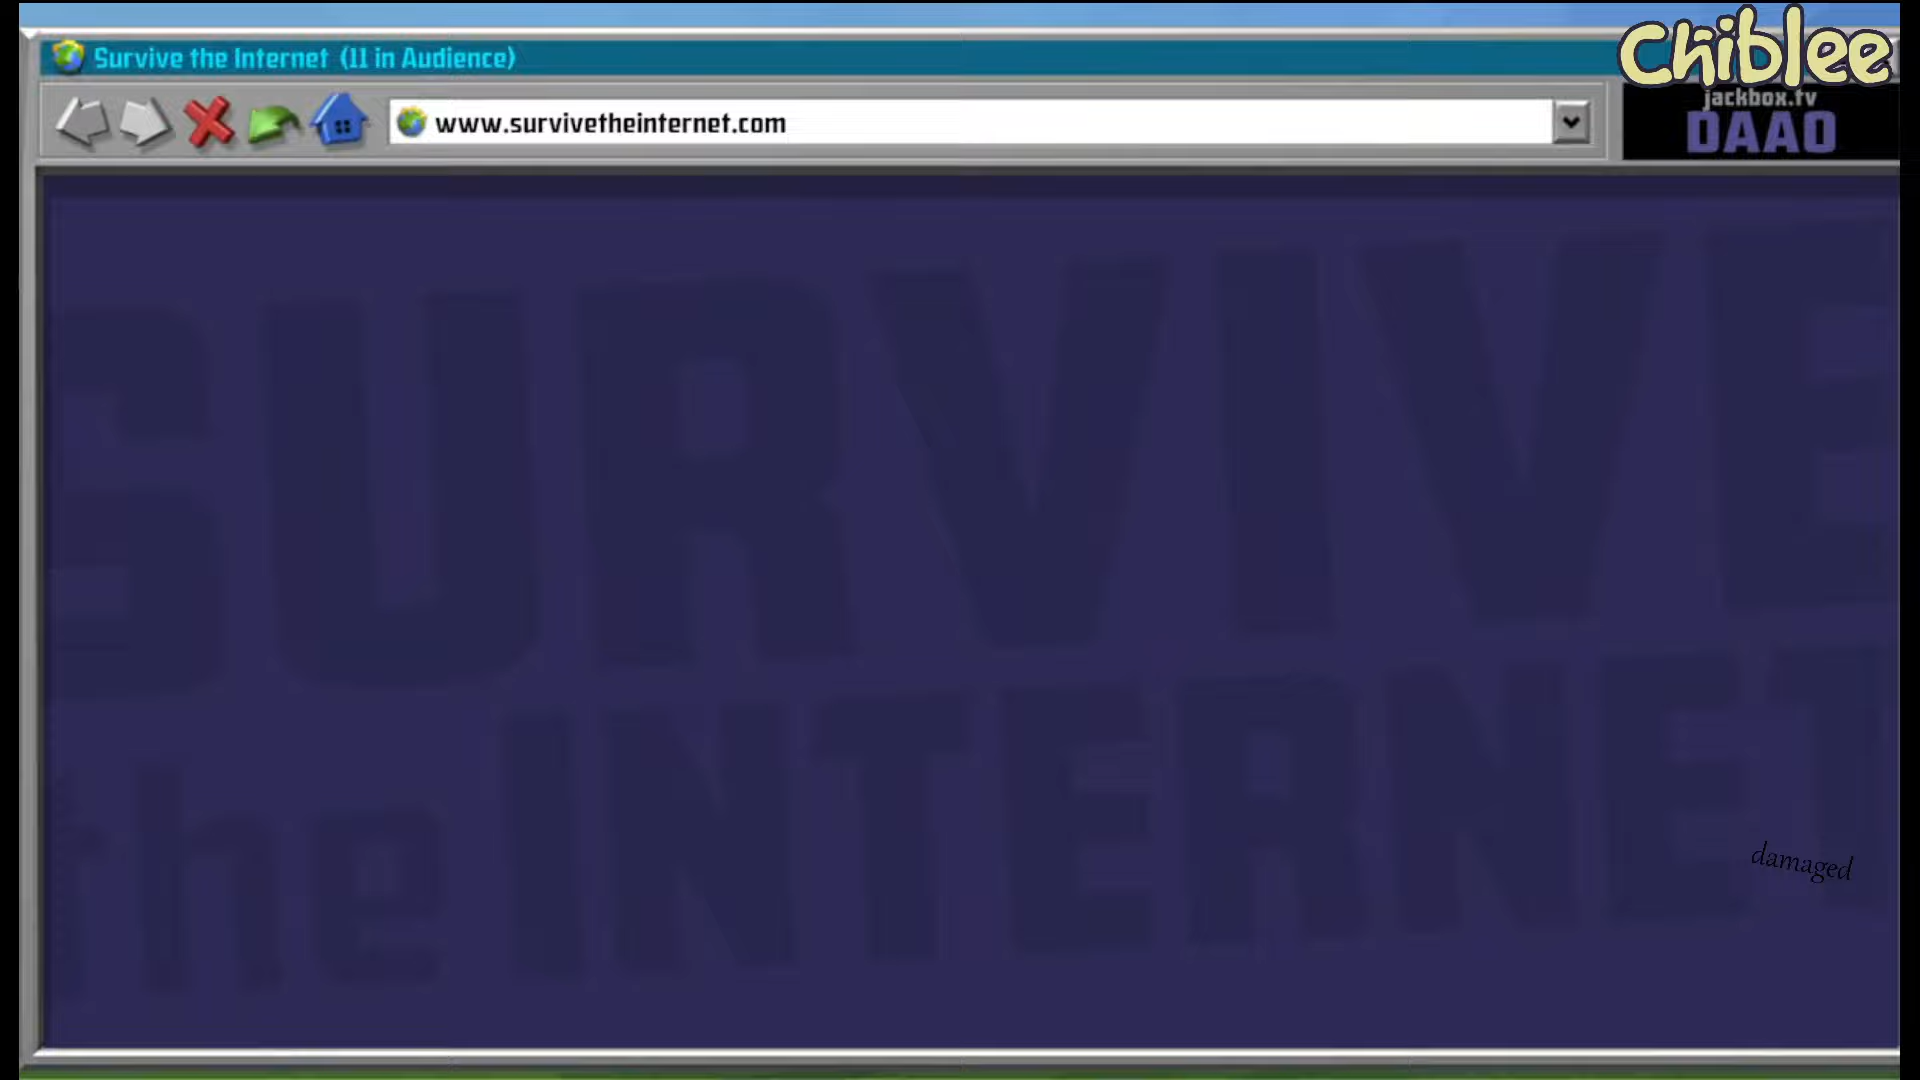 Chiblee
Survive the Internet (11 in Audience)
www.survivetheinternet.com
jackbox.tv
DAAO
SURVIVE
the INTERNET
damaged